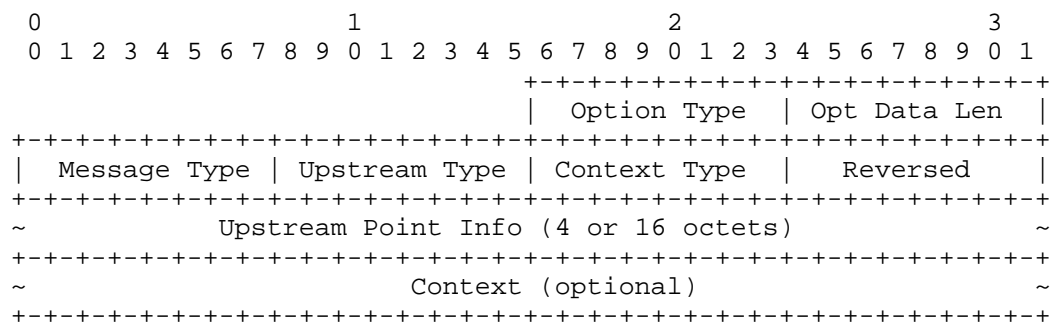 0                   1                   2                   3
 0 1 2 3 4 5 6 7 8 9 0 1 2 3 4 5 6 7 8 9 0 1 2 3 4 5 6 7 8 9 0 1
                                +-+-+-+-+-+-+-+-+-+-+-+-+-+-+-+-+
                                |  Option Type  | Opt Data Len  |
+-+-+-+-+-+-+-+-+-+-+-+-+-+-+-+-+-+-+-+-+-+-+-+-+-+-+-+-+-+-+-+-+
|  Message Type | Upstream Type | Context Type  |   Reversed    |
+-+-+-+-+-+-+-+-+-+-+-+-+-+-+-+-+-+-+-+-+-+-+-+-+-+-+-+-+-+-+-+-+
~            Upstream Point Info (4 or 16 octets)               ~
+-+-+-+-+-+-+-+-+-+-+-+-+-+-+-+-+-+-+-+-+-+-+-+-+-+-+-+-+-+-+-+-+
~                        Context (optional)                     ~
+-+-+-+-+-+-+-+-+-+-+-+-+-+-+-+-+-+-+-+-+-+-+-+-+-+-+-+-+-+-+-+-+